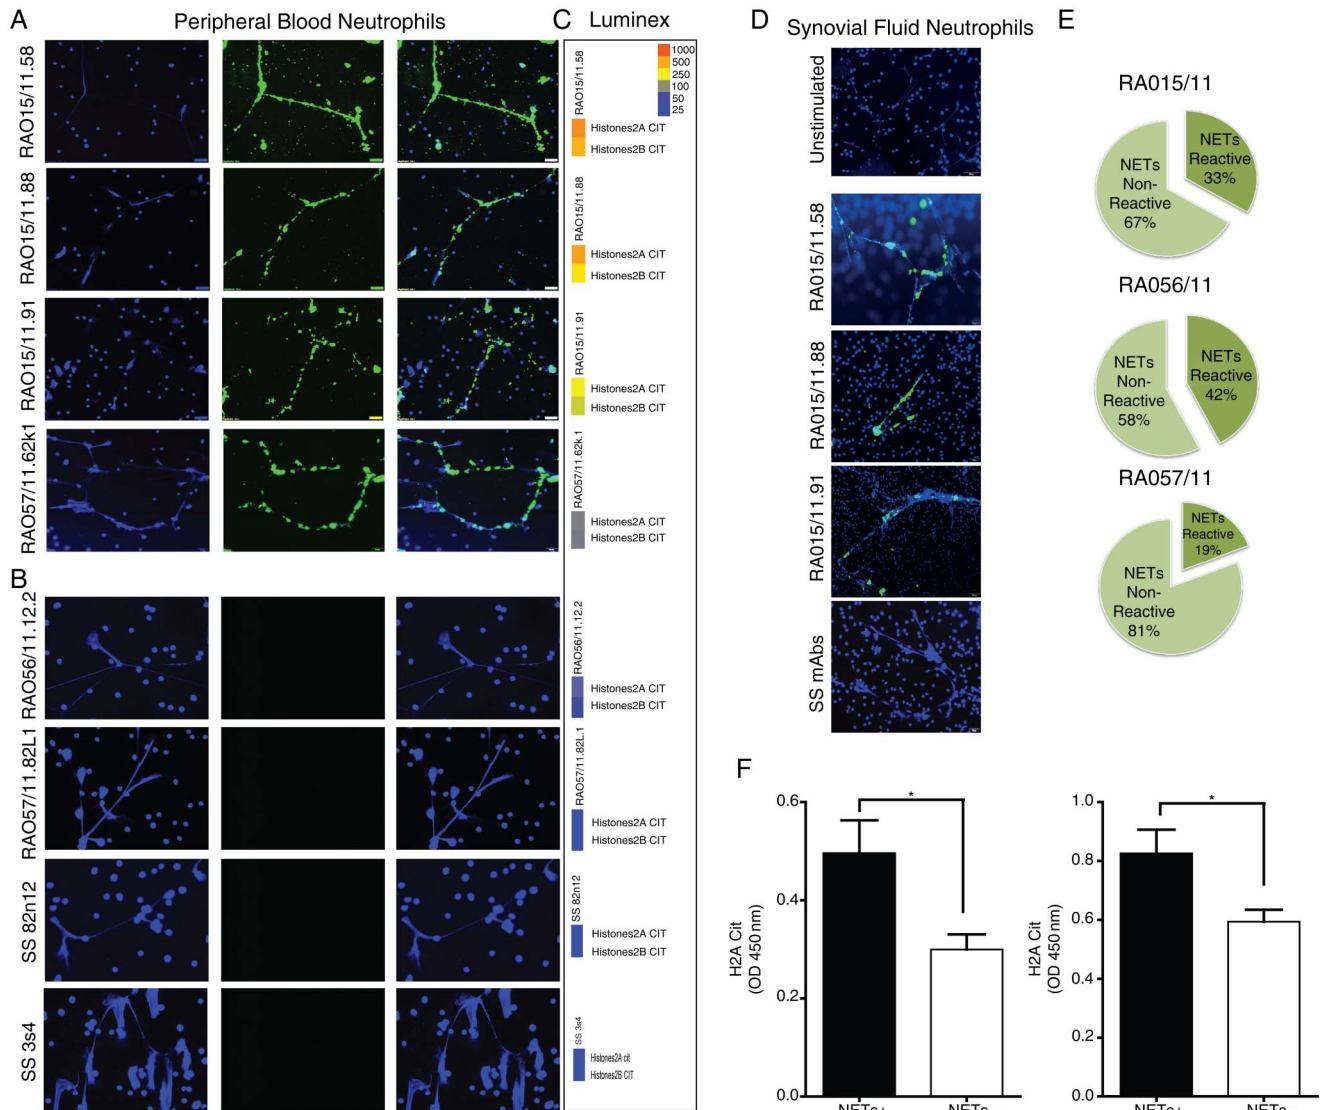 A
Peripheral Blood Neutrophils
RAO15/11.58
RAO15/11.88
RAO15/11.91
RAO57/11.62k1
B
RAO56/11.12.2
RAO57/11.82L1
SS 82n12
SS 3s4
C
Luminex
1000
500
250
100
50
25
RAO15/11.58
Histones2A CIT
Histones2B CIT
RAO15/11.88
Histones2A CIT
Histones2B CIT
RAO15/11.91
Histones2A CIT
Histones2B CIT
RAO57/11.62k.1
Histones2A CIT
Histones2B CIT
RAO56/11.12.2
Histones2A CIT
Histones2B CIT
RAO57/11.82L.1
Histones2A CIT
Histones2B CIT
SS 82n12
Histones2A CIT
Histones2B CIT
SS 3s4
Histones2A cit
Histones2B CIT
D
Synovial Fluid Neutrophils
Unstimulated
RA015/11.58
RA015/11.88
RA015/11.91
SS mAbs
E
RA015/11
NETs
Reactive
33%
NETs
Non-
Reactive
67%
RA056/11
NETs
Reactive
42%
NETs
Non-
Reactive
58%
RA057/11
NETs
Reactive
19%
NETs
Non-
Reactive
81%
F
H2A Cit
(OD 450 nm)
0.6
0.4
0.2
0.0
*
NETs+
NETs-
H2A Cit
(OD 450 nm)
1.0
0.8
0.6
0.4
0.2
0.0
*
NETs+
NETs-